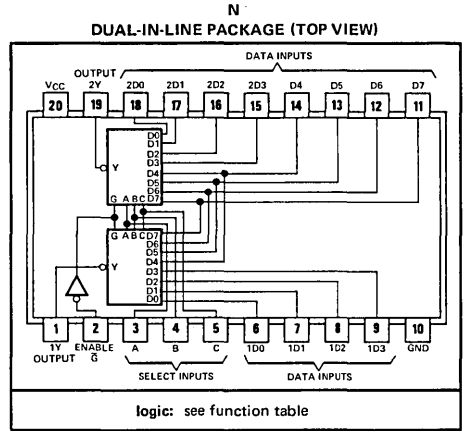 N
DUAL-IN-LINE PACKAGE (TOP VIEW)
DATA INPUTS
OUTPUT
VCC 2Y 2D0 2D1 2D2 2D3 D4 D5 D6 D7
20 19 18 17 16 15 14 13 12 11
D0
D1
D2
D3
Y D4
D5
D6
G A B C D7
G A B C D7
D6
D5
Y D4
D3
D2
D1
D0
1 2 3 4 5 6 7 8 9 10
1Y ENABLE A B C 1D0 1D1 1D2 1D3 GND
OUTPUT G̅
SELECT INPUTS DATA INPUTS
logic: see function table